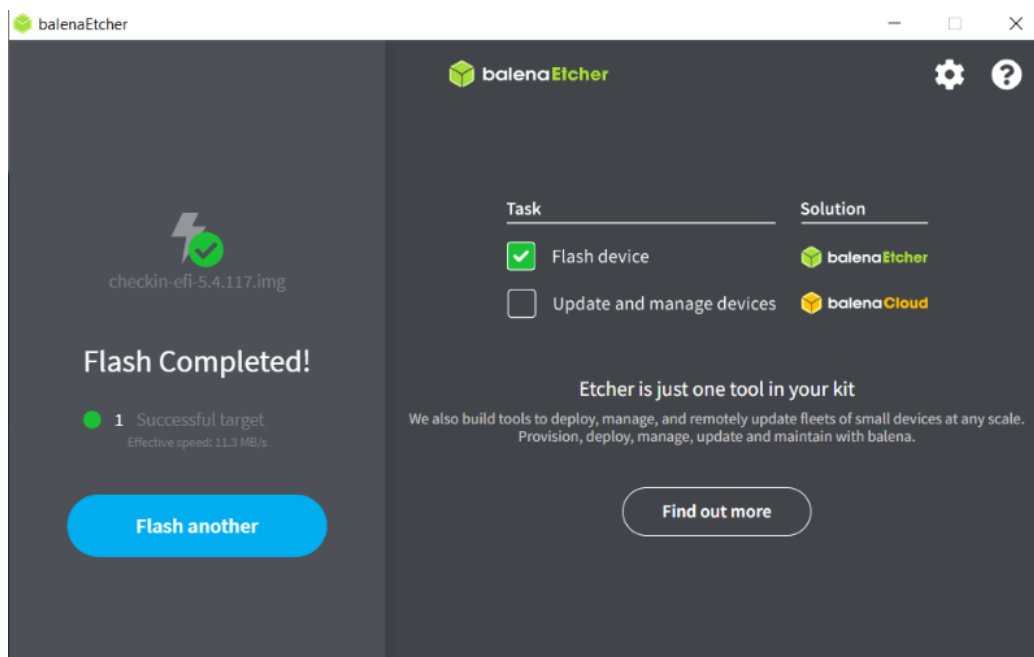 balenaEtcher
balenaEtcher
checkin-efi-5.4.117.img
Flash Completed!
1 Successful target
Effective speed: 11.3 MB/s
Flash another
Task Solution
Flash device balenaEtcher
Update and manage devices balenaCloud
Etcher is just one tool in your kit
We also build tools to deploy, manage, and remotely update fleets of small devices at any scale.
Provision, deploy, manage, update and maintain with balena.
Find out more